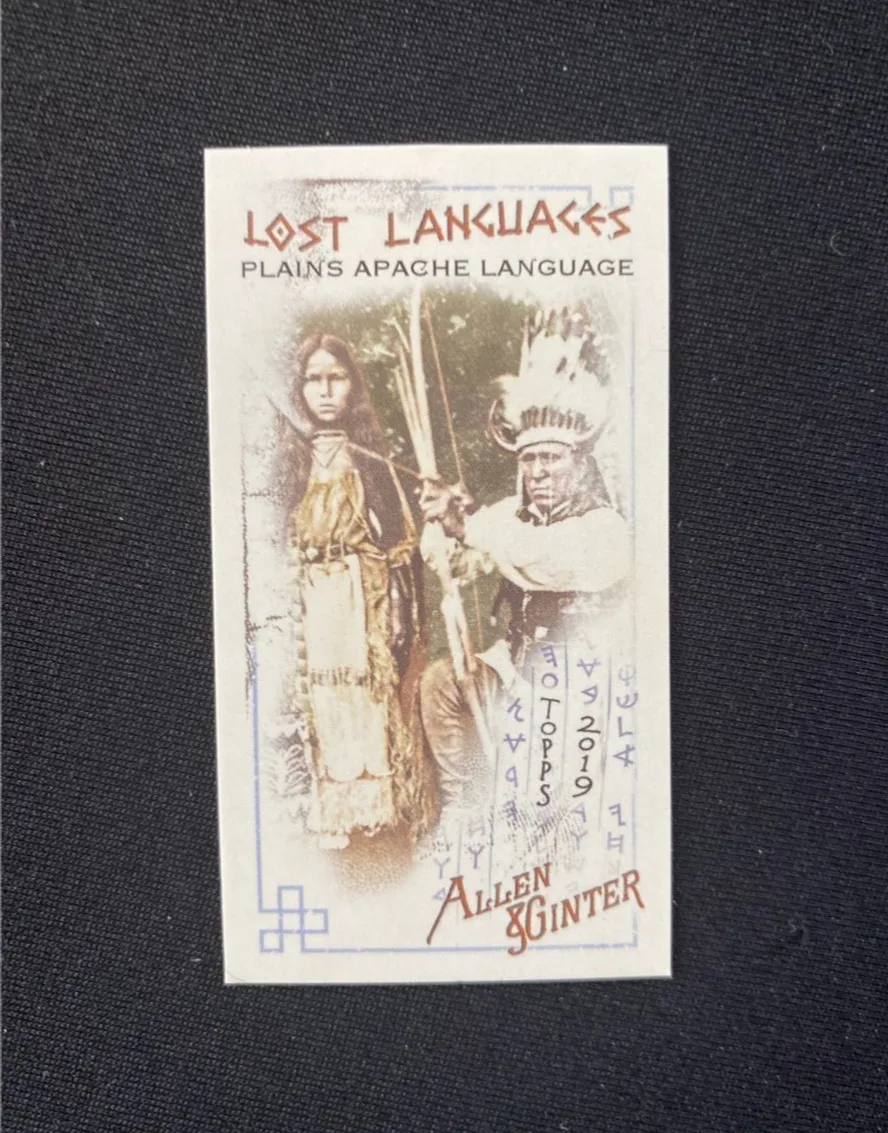 LOST LANGUAGES
PLAINS APACHE LANGUAGE
TOPPS
2019
ALLEN
& GINTER